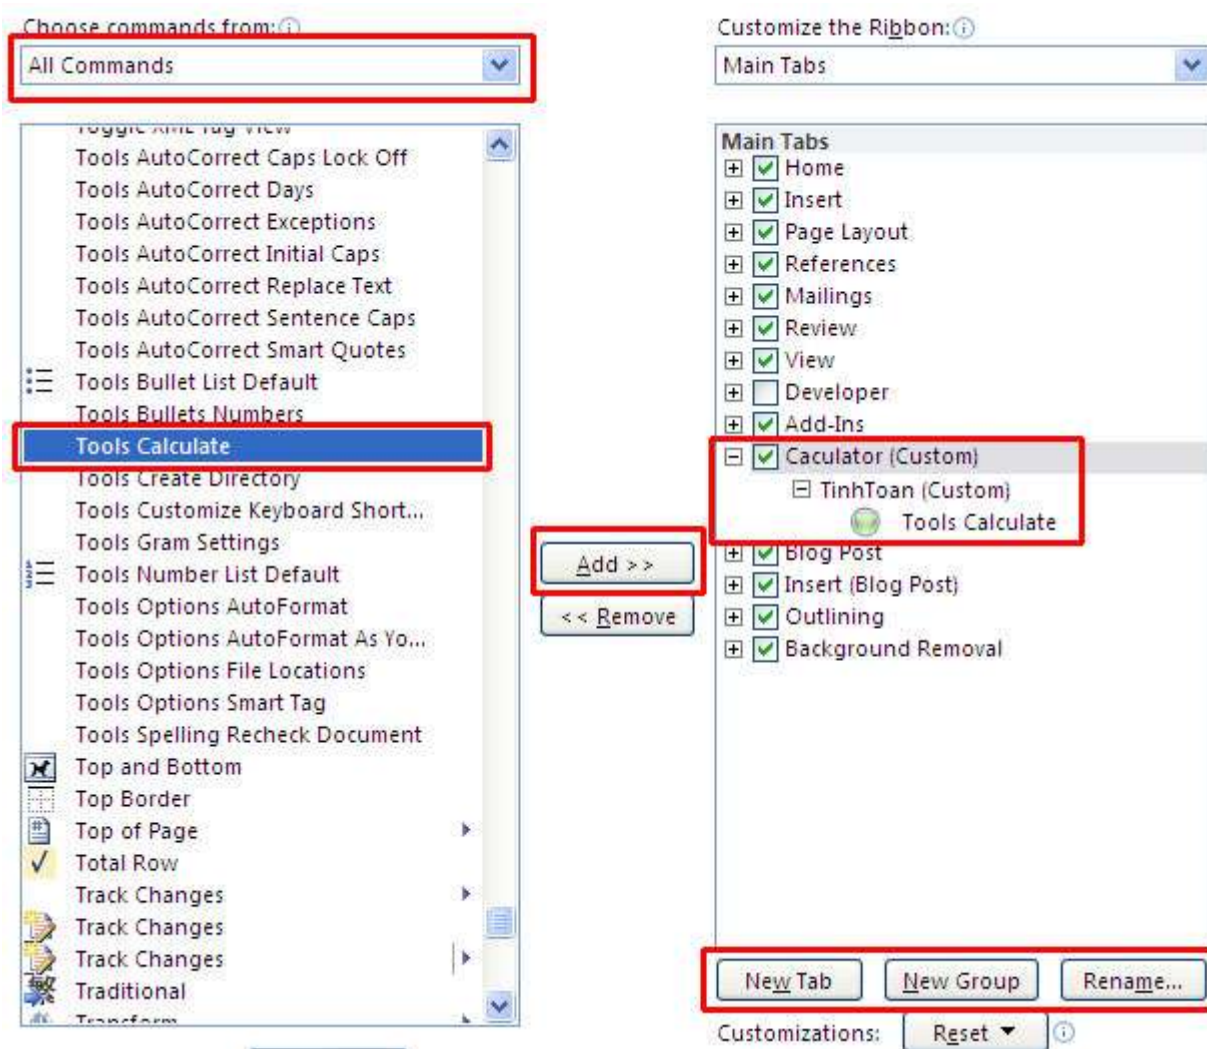 Choose commands from:
All Commands
Toggle XML Tag View
Tools AutoCorrect Caps Lock Off
Tools AutoCorrect Days
Tools AutoCorrect Exceptions
Tools AutoCorrect Initial Caps
Tools AutoCorrect Replace Text
Tools AutoCorrect Sentence Caps
Tools AutoCorrect Smart Quotes
Tools Bullet List Default
Tools Bullets Numbers
Tools Calculate
Tools Create Directory
Tools Customize Keyboard Short...
Tools Gram Settings
Tools Number List Default
Tools Options AutoFormat
Tools Options AutoFormat As Yo...
Tools Options File Locations
Tools Options Smart Tag
Tools Spelling Recheck Document
Top and Bottom
Top Border
Top of Page
Total Row
Track Changes
Track Changes
Track Changes
Traditional
Transform
Add >>
<< Remove
Customize the Ribbon:
Main Tabs
Main Tabs
Home
Insert
Page Layout
References
Mailings
Review
View
Developer
Add-Ins
Caculator (Custom)
TinhToan (Custom)
Tools Calculate
Blog Post
Insert (Blog Post)
Outlining
Background Removal
New Tab
New Group
Rename...
Customizations:
Reset